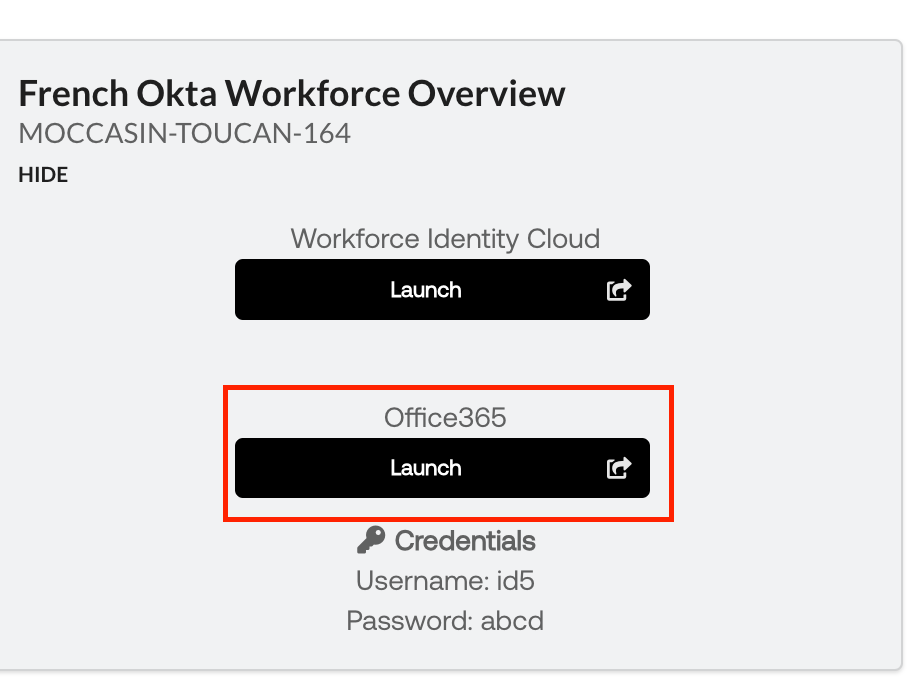 French Okta Workforce Overview
MOCCASIN-TOUCAN-164
HIDE
Workforce Identity Cloud
Launch
Office365
Launch
Credentials
Username: id5
Password: abcd